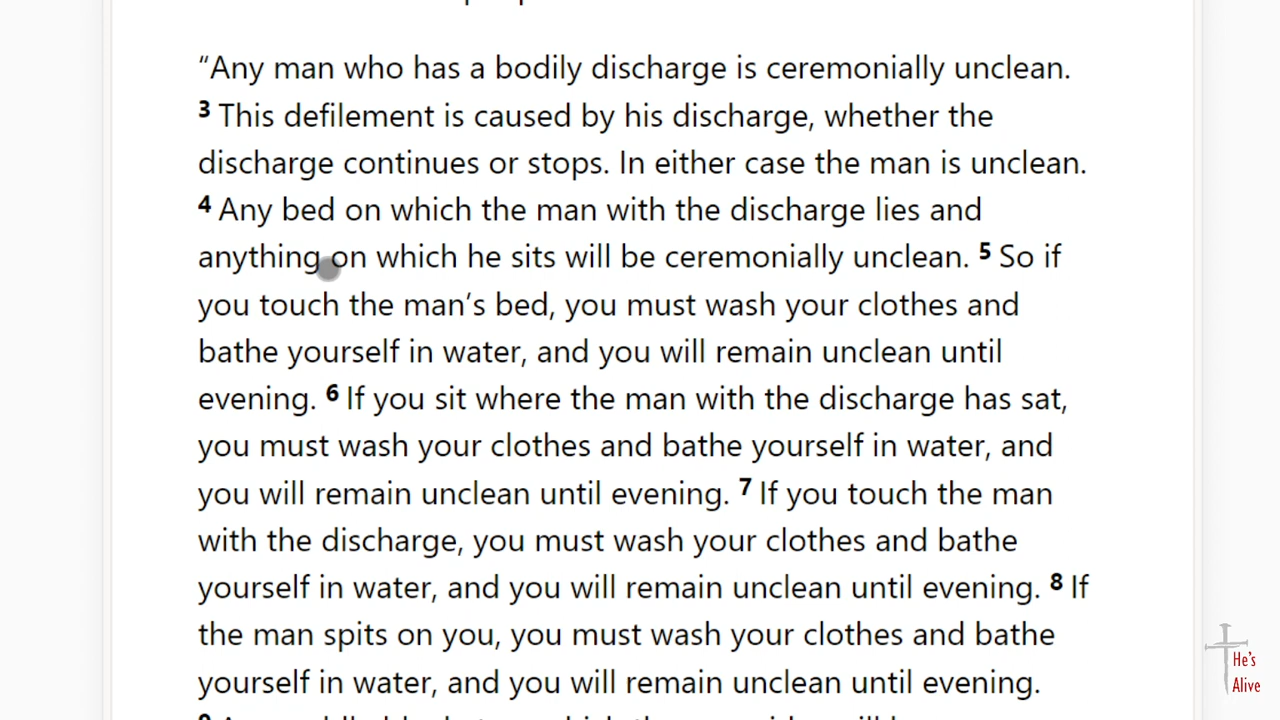 “Any man who has a bodily discharge is ceremonially unclean.
3 This defilement is caused by his discharge, whether the
discharge continues or stops. In either case the man is unclean.
4 Any bed on which the man with the discharge lies and
anything on which he sits will be ceremonially unclean. 5 So if
you touch the man’s bed, you must wash your clothes and
bathe yourself in water, and you will remain unclean until
evening. 6 If you sit where the man with the discharge has sat,
you must wash your clothes and bathe yourself in water, and
you will remain unclean until evening. 7 If you touch the man
with the discharge, you must wash your clothes and bathe
yourself in water, and you will remain unclean until evening. 8 If
the man spits on you, you must wash your clothes and bathe
yourself in water, and you will remain unclean until evening.
He’s
Alive